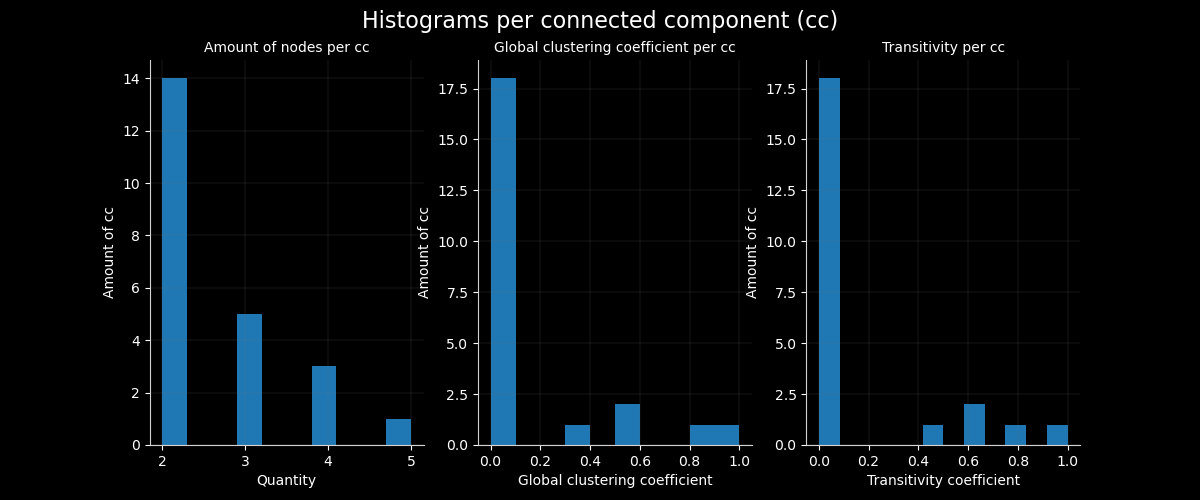 Histograms per connected component (cc)
Amount of nodes per cc
Global clustering coefficient per cc
Transitivity per cc
Amount of cc
14
12
10
8
6
4
2
0
2 3 4 5
Quantity
Amount of cc
17.5
15.0
12.5
10.0
7.5
5.0
2.5
0.0
0.0 0.2 0.4 0.6 0.8 1.0
Global clustering coefficient
Amount of cc
17.5
15.0
12.5
10.0
7.5
5.0
2.5
0.0
0.0 0.2 0.4 0.6 0.8 1.0
Transitivity coefficient